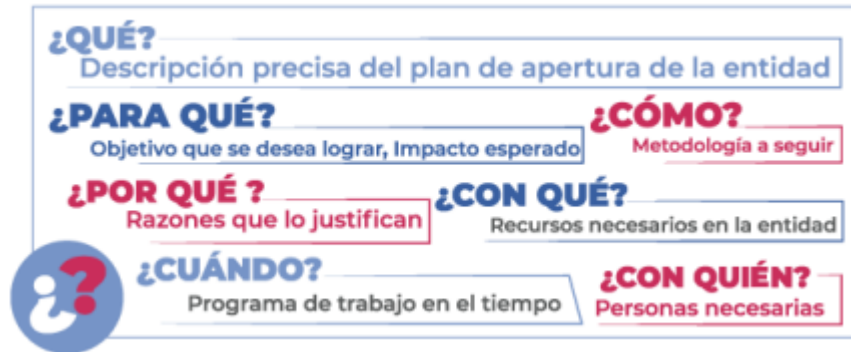 ¿QUÉ?
Descripción precisa del plan de apertura de la entidad
¿PARA QUÉ?
Objetivo que se desea lograr, Impacto esperado
¿CÓMO?
Metodología a seguir
¿POR QUÉ ?
Razones que lo justifican
¿CON QUÉ?
Recursos necesarios en la entidad
¿CUÁNDO?
Programa de trabajo en el tiempo
¿CON QUIÉN?
Personas necesarias
¿?